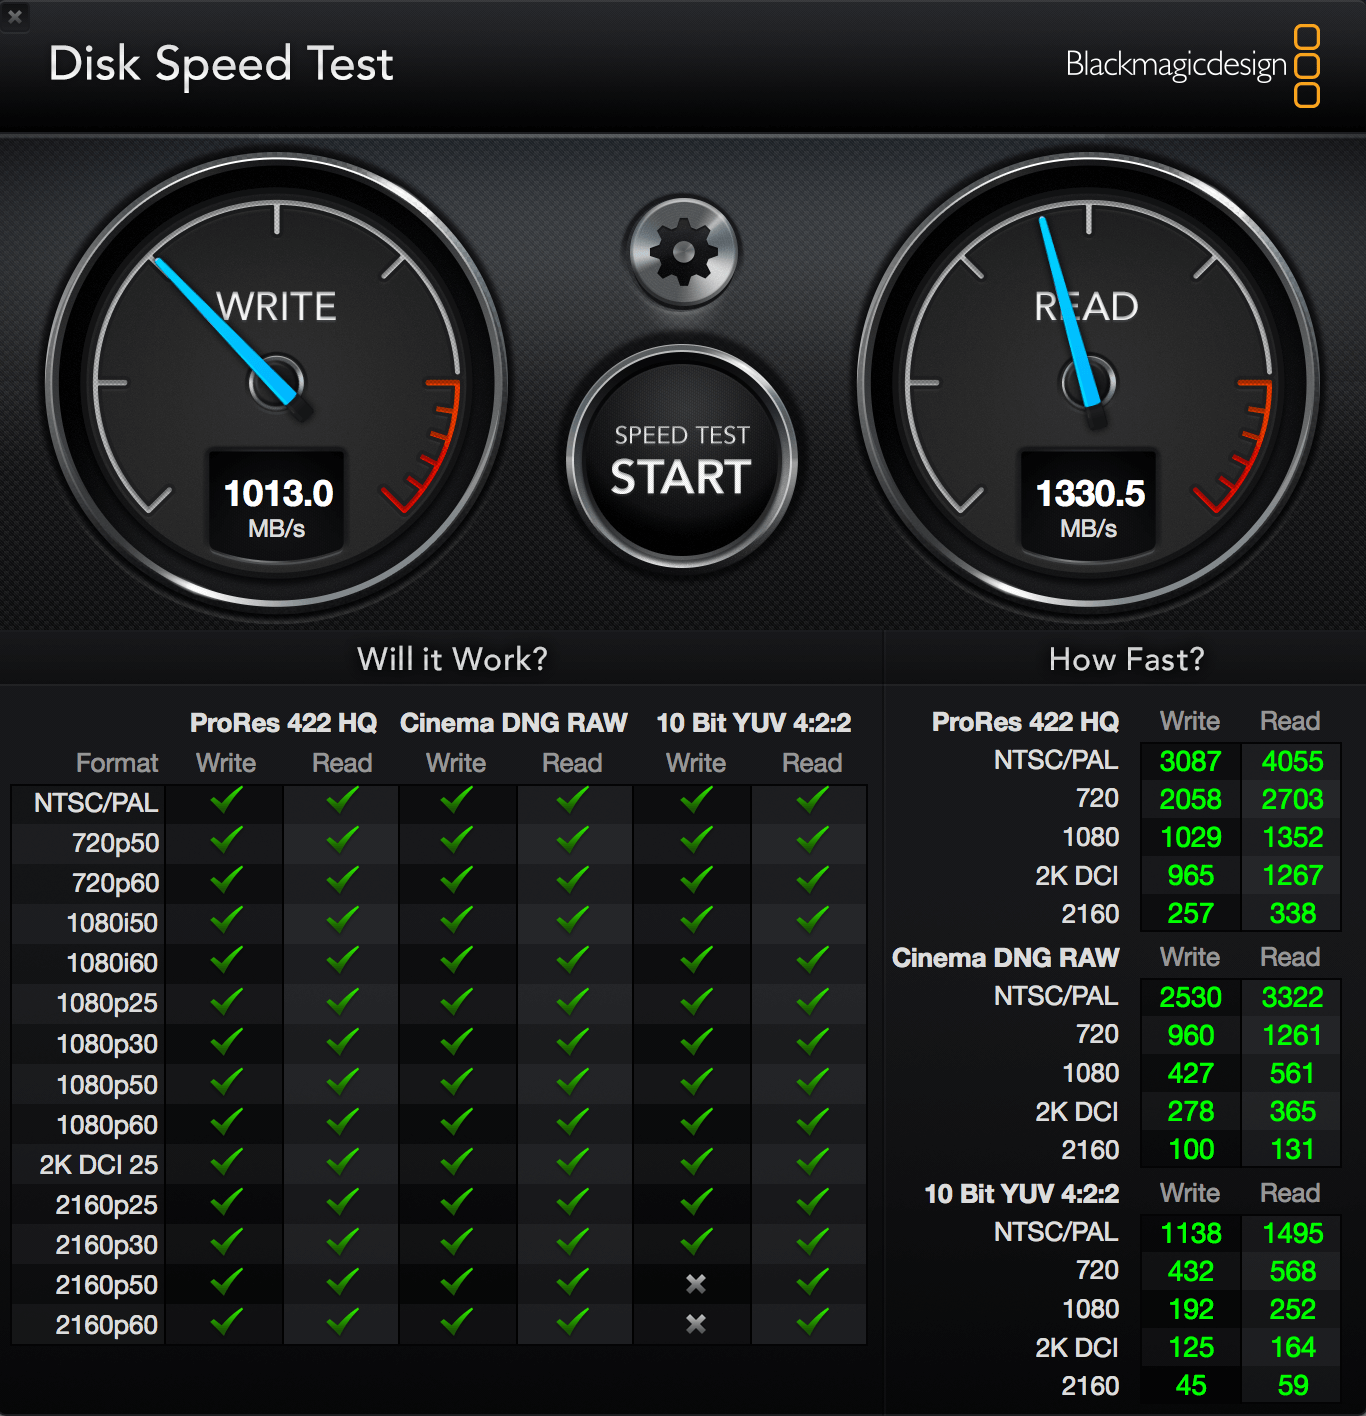 Disk Speed Test
Blackmagicdesign
WRITE
1013.0
MB/s
SPEED TEST
START
READ
1330.5
MB/s
Will it Work?
ProRes 422 HQ Cinema DNG RAW 10 Bit YUV 4:2:2
Format Write Read Write Read Write Read
NTSC/PAL
720p50
720p60
1080i50
1080i60
1080p25
1080p30
1080p50
1080p60
2K DCI 25
2160p25
2160p30
2160p50
2160p60
How Fast?
ProRes 422 HQ Write Read
NTSC/PAL 3087 4055
720 2058 2703
1080 1029 1352
2K DCI 965 1267
2160 257 338
Cinema DNG RAW Write Read
NTSC/PAL 2530 3322
720 960 1261
1080 427 561
2K DCI 278 365
2160 100 131
10 Bit YUV 4:2:2 Write Read
NTSC/PAL 1138 1495
720 432 568
1080 192 252
2K DCI 125 164
2160 45 59